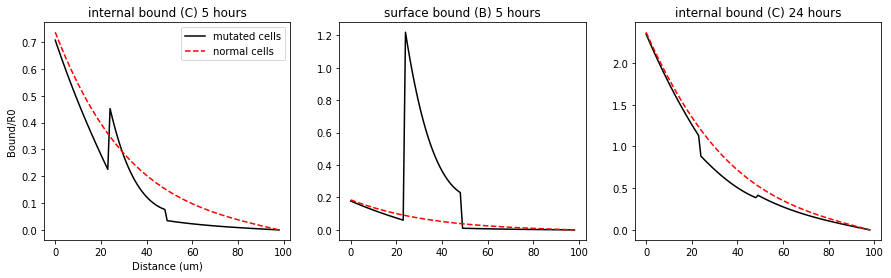 internal bound (C) 5 hours
Bound/R0
0.7
0.6
0.5
0.4
0.3
0.2
0.1
0.0
mutated cells
normal cells
0 20 40 60 80 100
Distance (um)
surface bound (B) 5 hours
1.2
1.0
0.8
0.6
0.4
0.2
0.0
0 20 40 60 80 100
internal bound (C) 24 hours
2.0
1.5
1.0
0.5
0.0
0 20 40 60 80 100